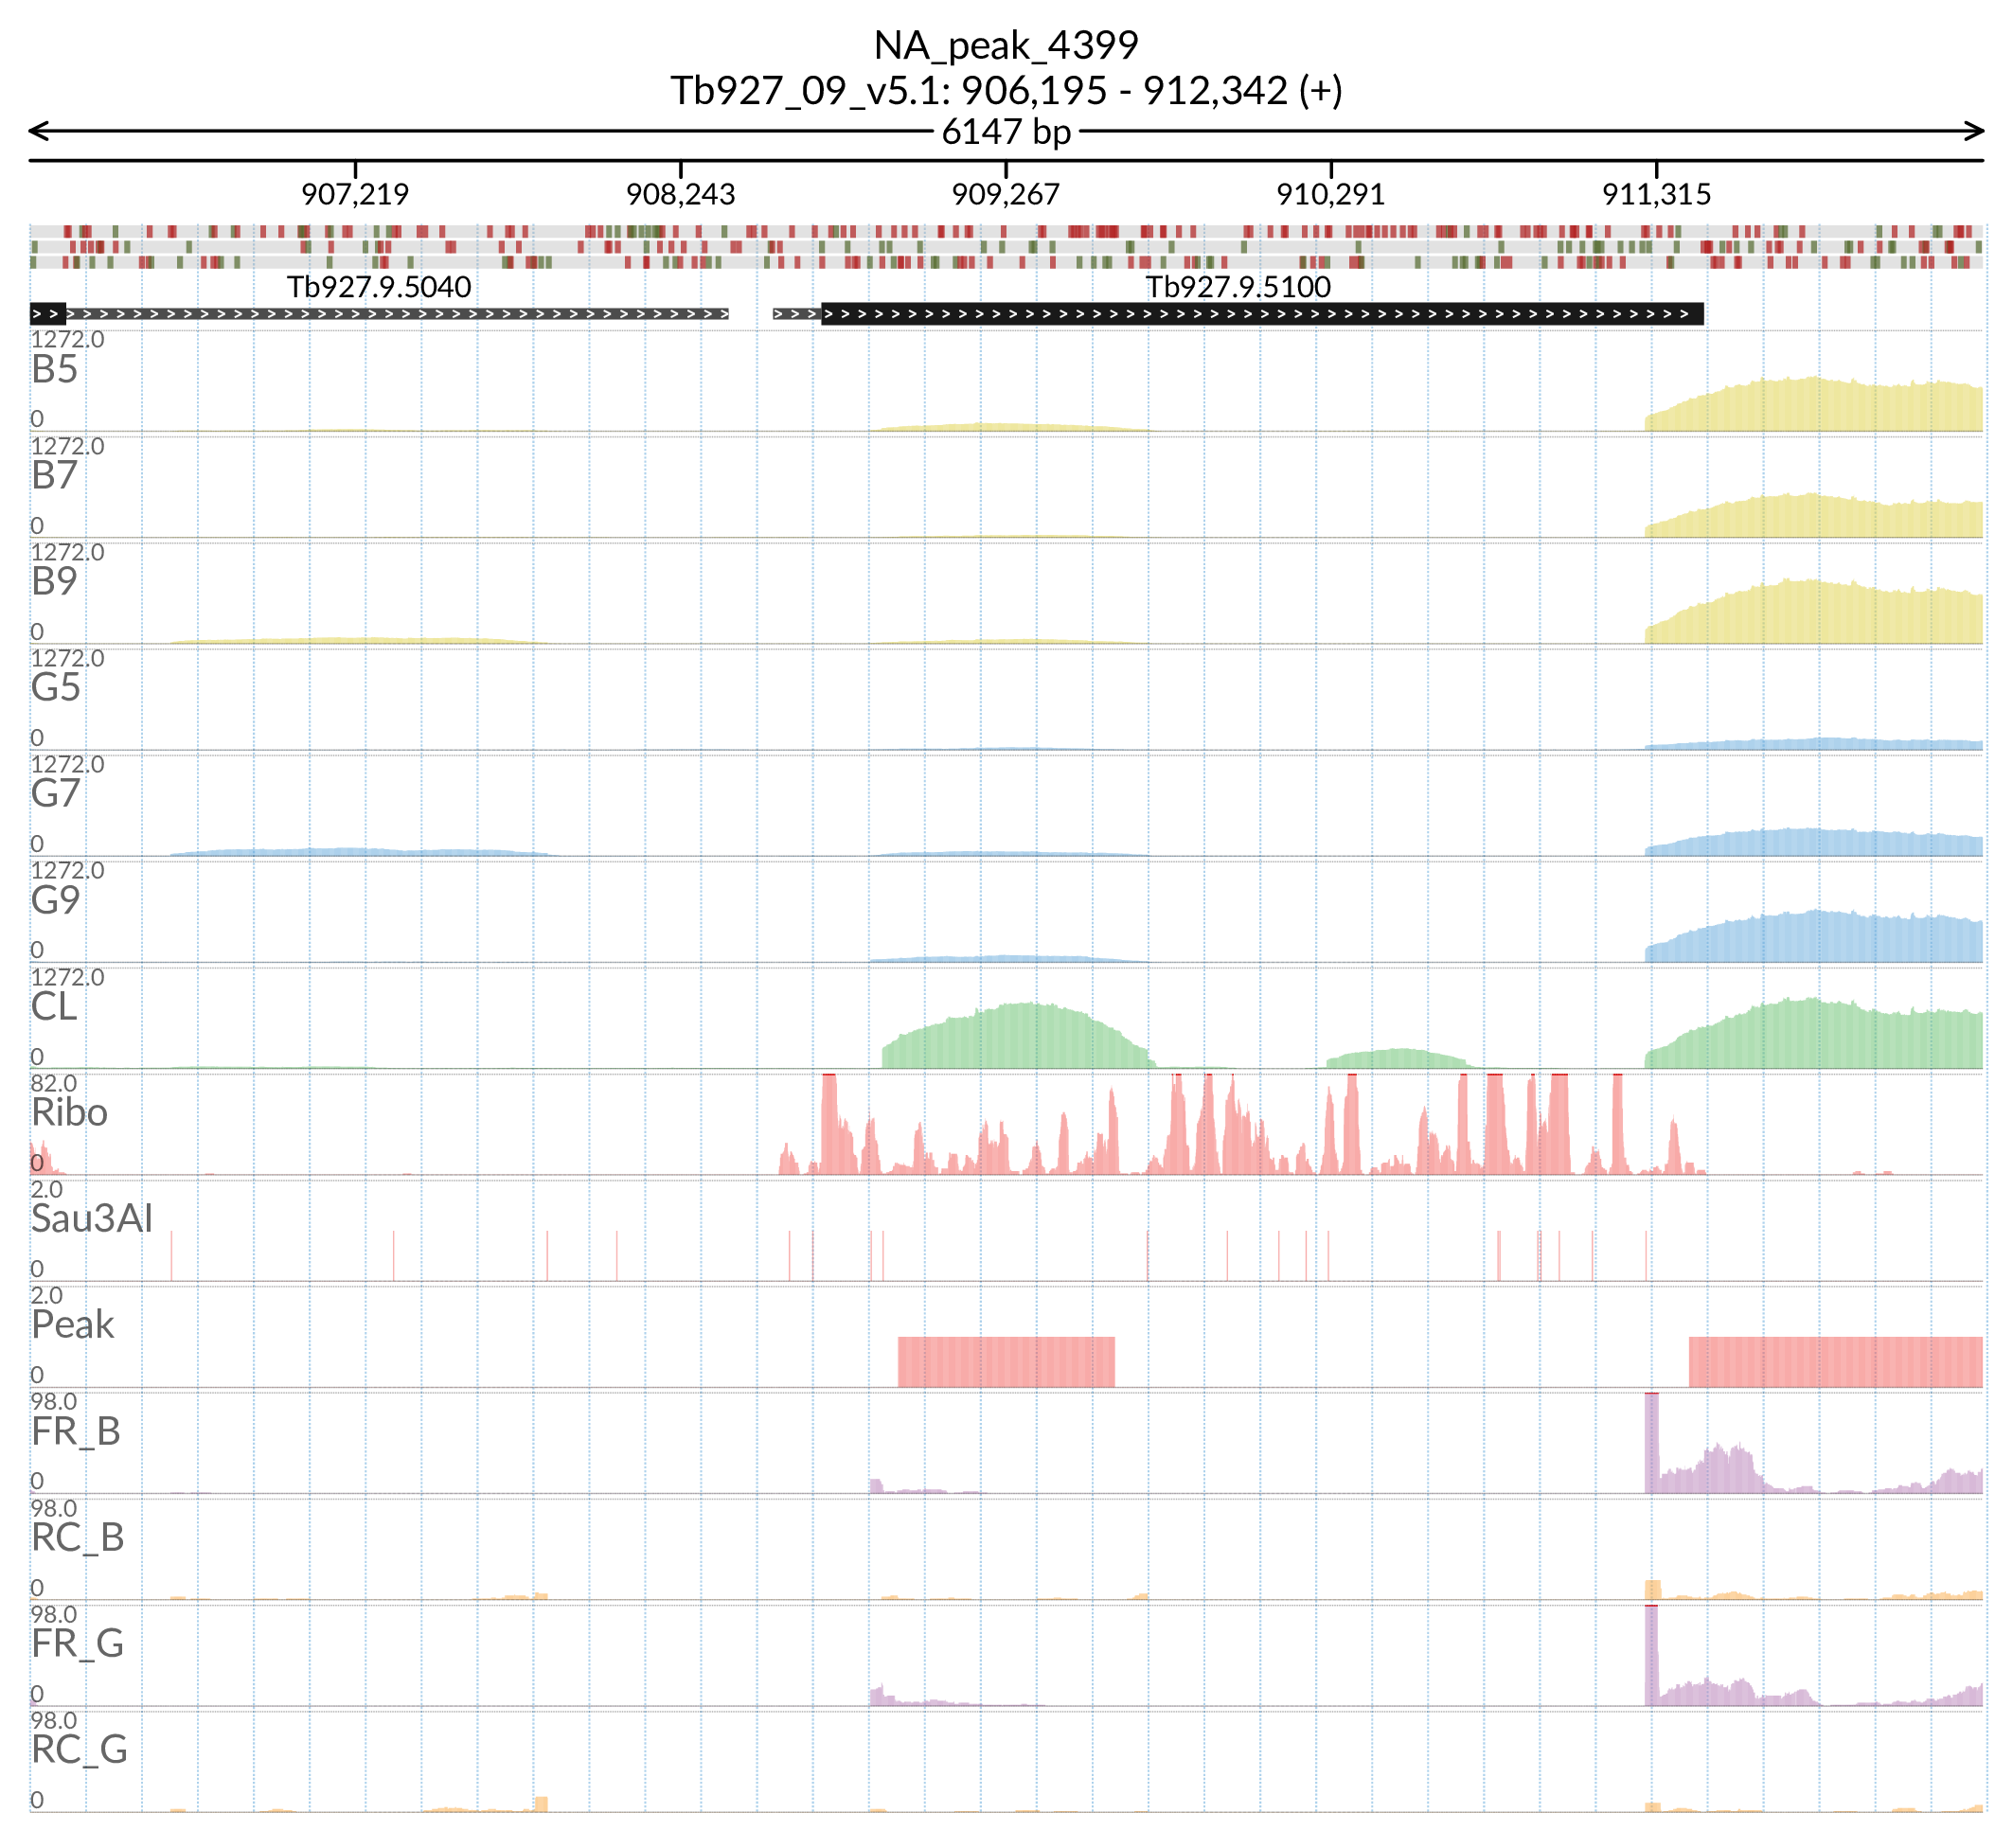 NA_peak_4399
Tb927_09_v5.1: 906,195 - 912,342 (+)
6147 bp
907,219 908,243 909,267 910,291 911,315
Tb927.9.5040 Tb927.9.5100
1272.0
B5
0
1272.0
B7
0
1272.0
B9
0
1272.0
G5
0
1272.0
G7
0
1272.0
G9
0
1272.0
CL
0
82.0
Ribo
0
2.0
Sau3AI
0
2.0
Peak
0
98.0
FR_B
0
98.0
RC_B
0
98.0
FR_G
0
98.0
RC_G
0